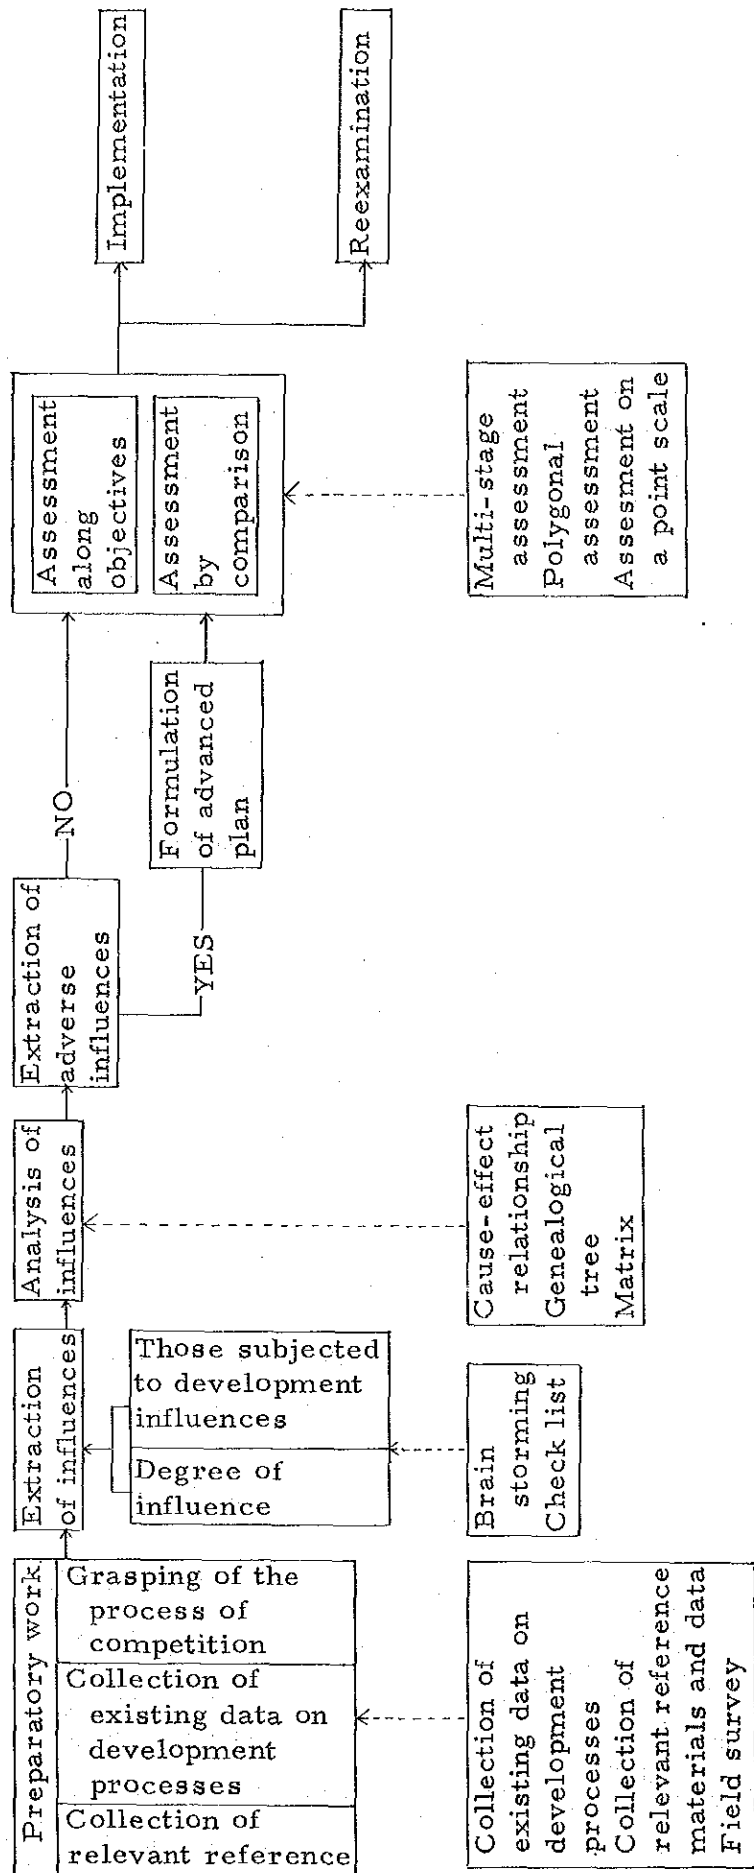 Preparatory work
Grasping of the
process of
competition
Collection of
existing data on
development
processes
Collection of
relevant reference
Extraction
of influences
Those subjected
to development
influences
Degree of
influence
Analysis of
influences
Extraction of
adverse
influences
NO
YES
Formulation
of advanced
plan
Assessment
along
objectives
Assessment
by
comparison
Implementation
Reexamination
Collection of
existing data on
development
processes
Collection of
relevant reference
materials and data
Field survey
Brain
storming
Check list
Cause-effect
relationship
Genealogical
tree
Matrix
Multi-stage
assessment
Polygonal
assessment
Assesment on
a point scale